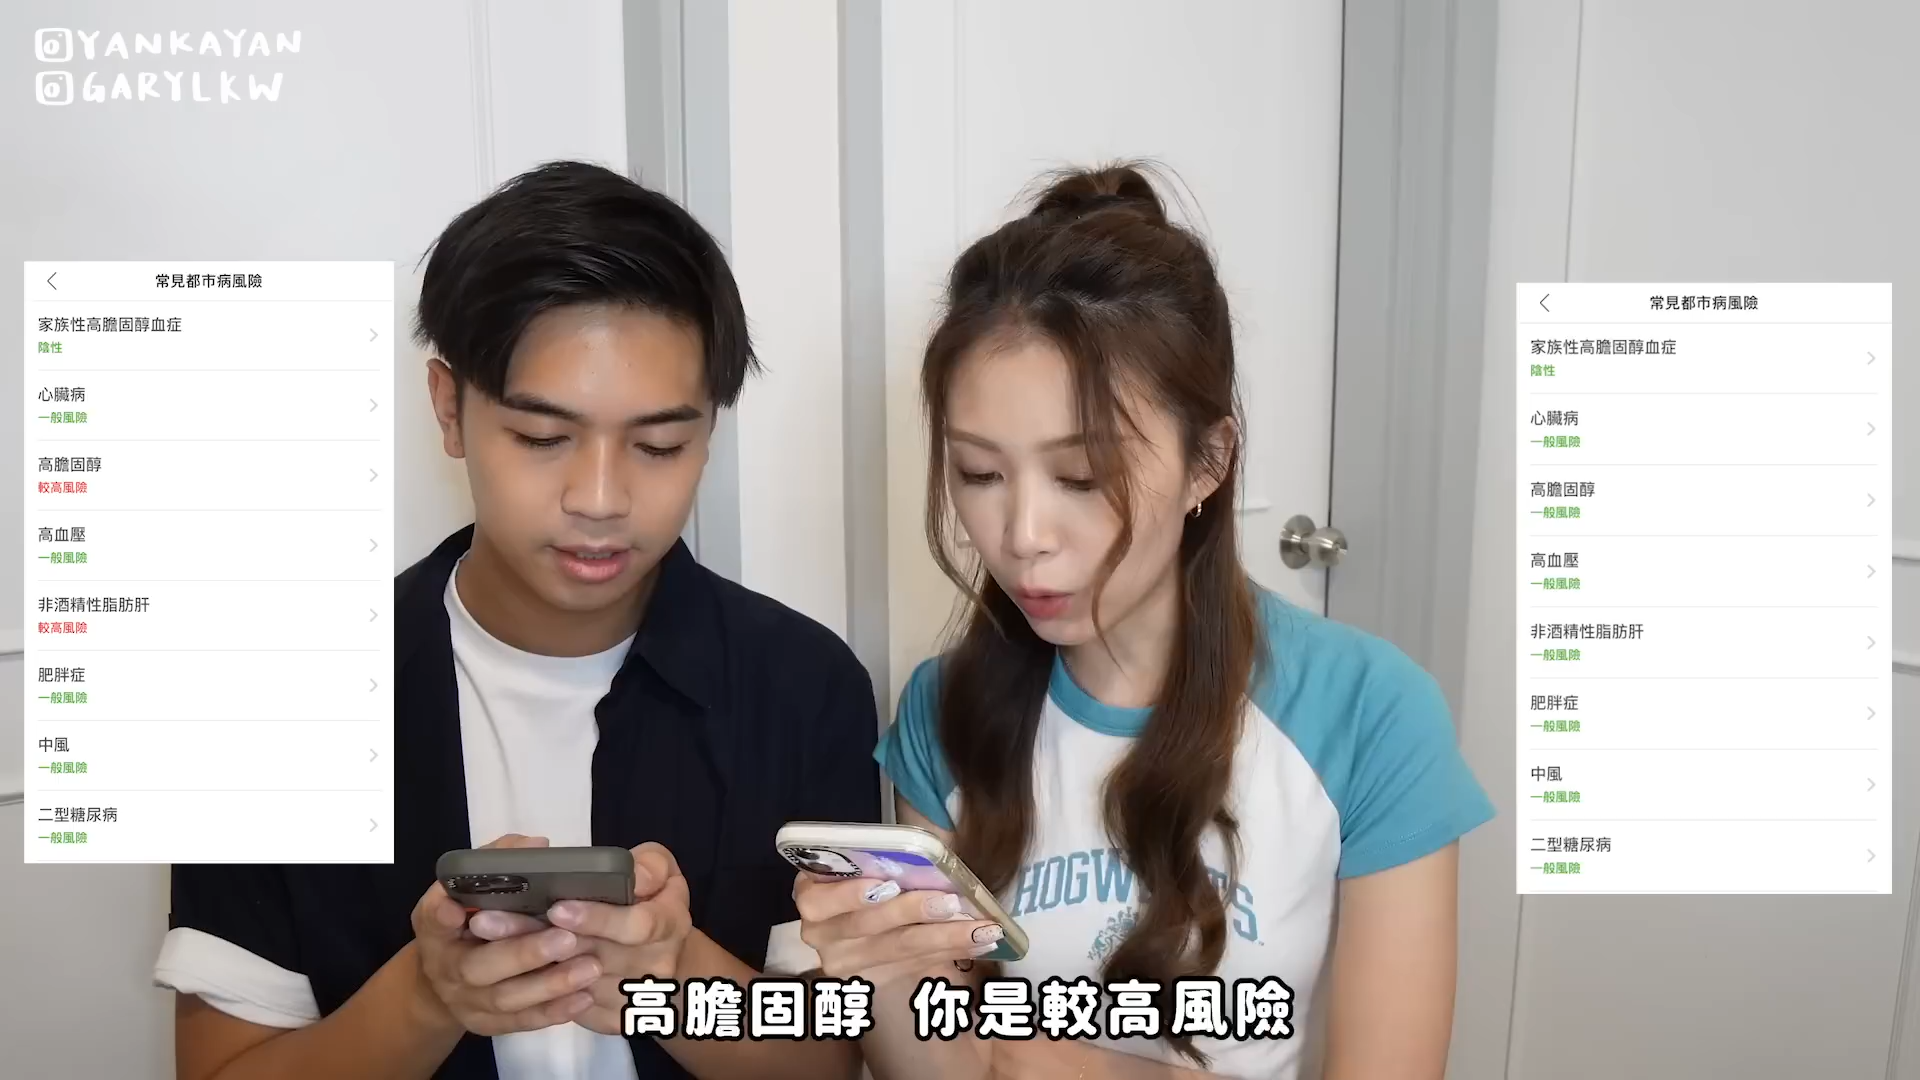 YANKAYAN
GARYLKW
常見都市病風險
家族性高膽固醇血症
陰性
心臟病
一般風險
高膽固醇
較高風險
高血壓
一般風險
非酒精性脂肪肝
較高風險
肥胖症
一般風險
中風
一般風險
二型糖尿病
一般風險
常見都市病風險
家族性高膽固醇血症
陰性
心臟病
一般風險
高膽固醇
一般風險
高血壓
一般風險
非酒精性脂肪肝
一般風險
肥胖症
一般風險
中風
一般風險
二型糖尿病
一般風險
高膽固醇 你是較高風險